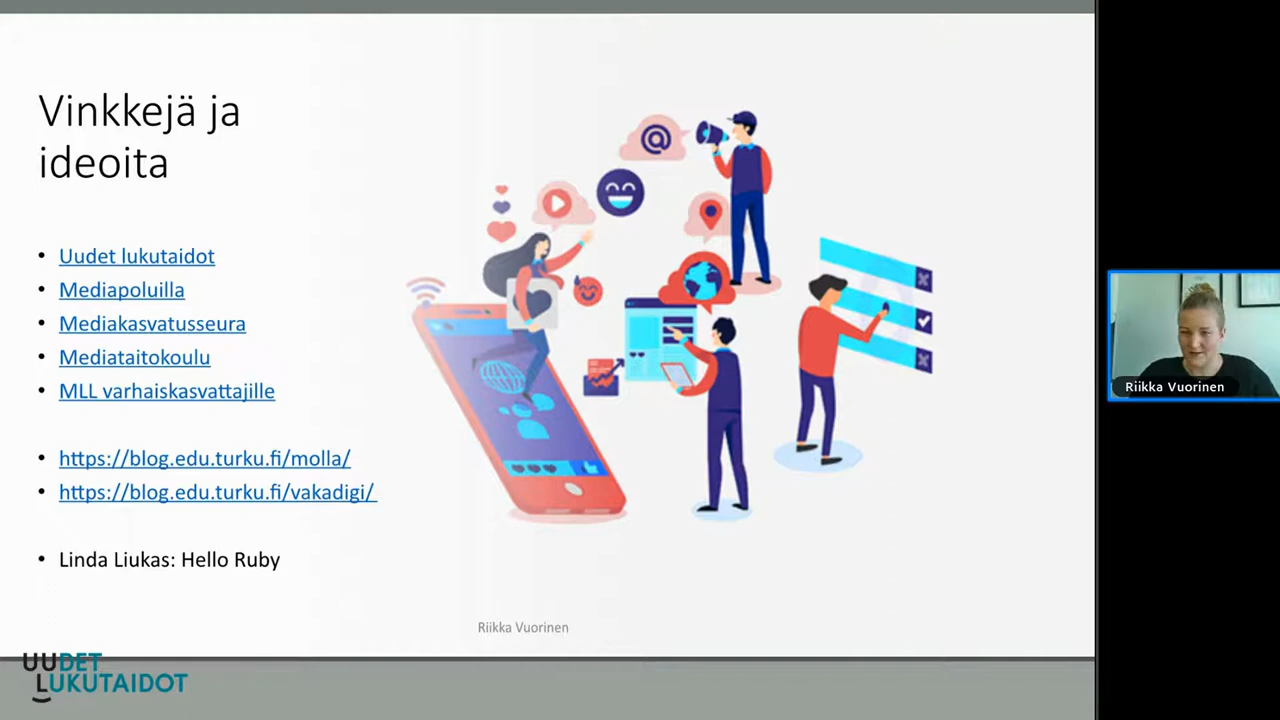 Vinkkejä ja
ideoita
Uudet lukutaidot
Mediapoluilla
Mediakasvatusseura
Mediataitokoulu
MLL varhaiskasvattajille
https://blog.edu.turku.fi/molla/
https://blog.edu.turku.fi/vakadigi/
Linda Liukas: Hello Ruby
Riikka Vuorinen
UUDET
LUKUTAIDOT
Riikka Vuorinen